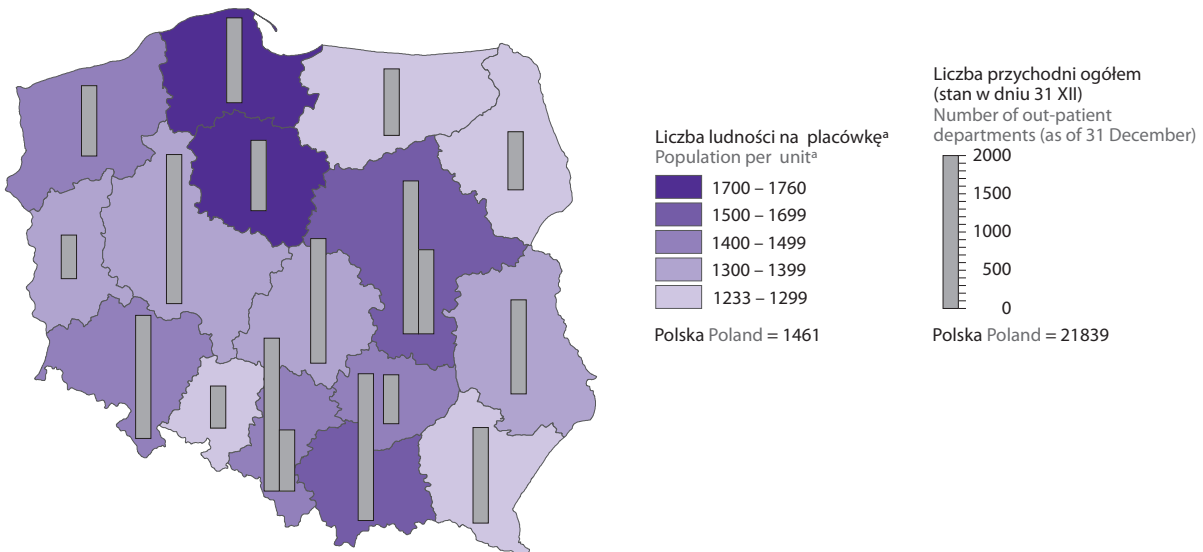 Liczba ludności na placówkęᵃ
Population per unitᵃ
1700 – 1760
1500 – 1699
1400 – 1499
1300 – 1399
1233 – 1299
Polska Poland = 1461
Liczba przychodni ogółem
(stan w dniu 31 XII)
Number of out-patient
departments (as of 31 December)
2000
1500
1000
500
0
Polska Poland = 21839